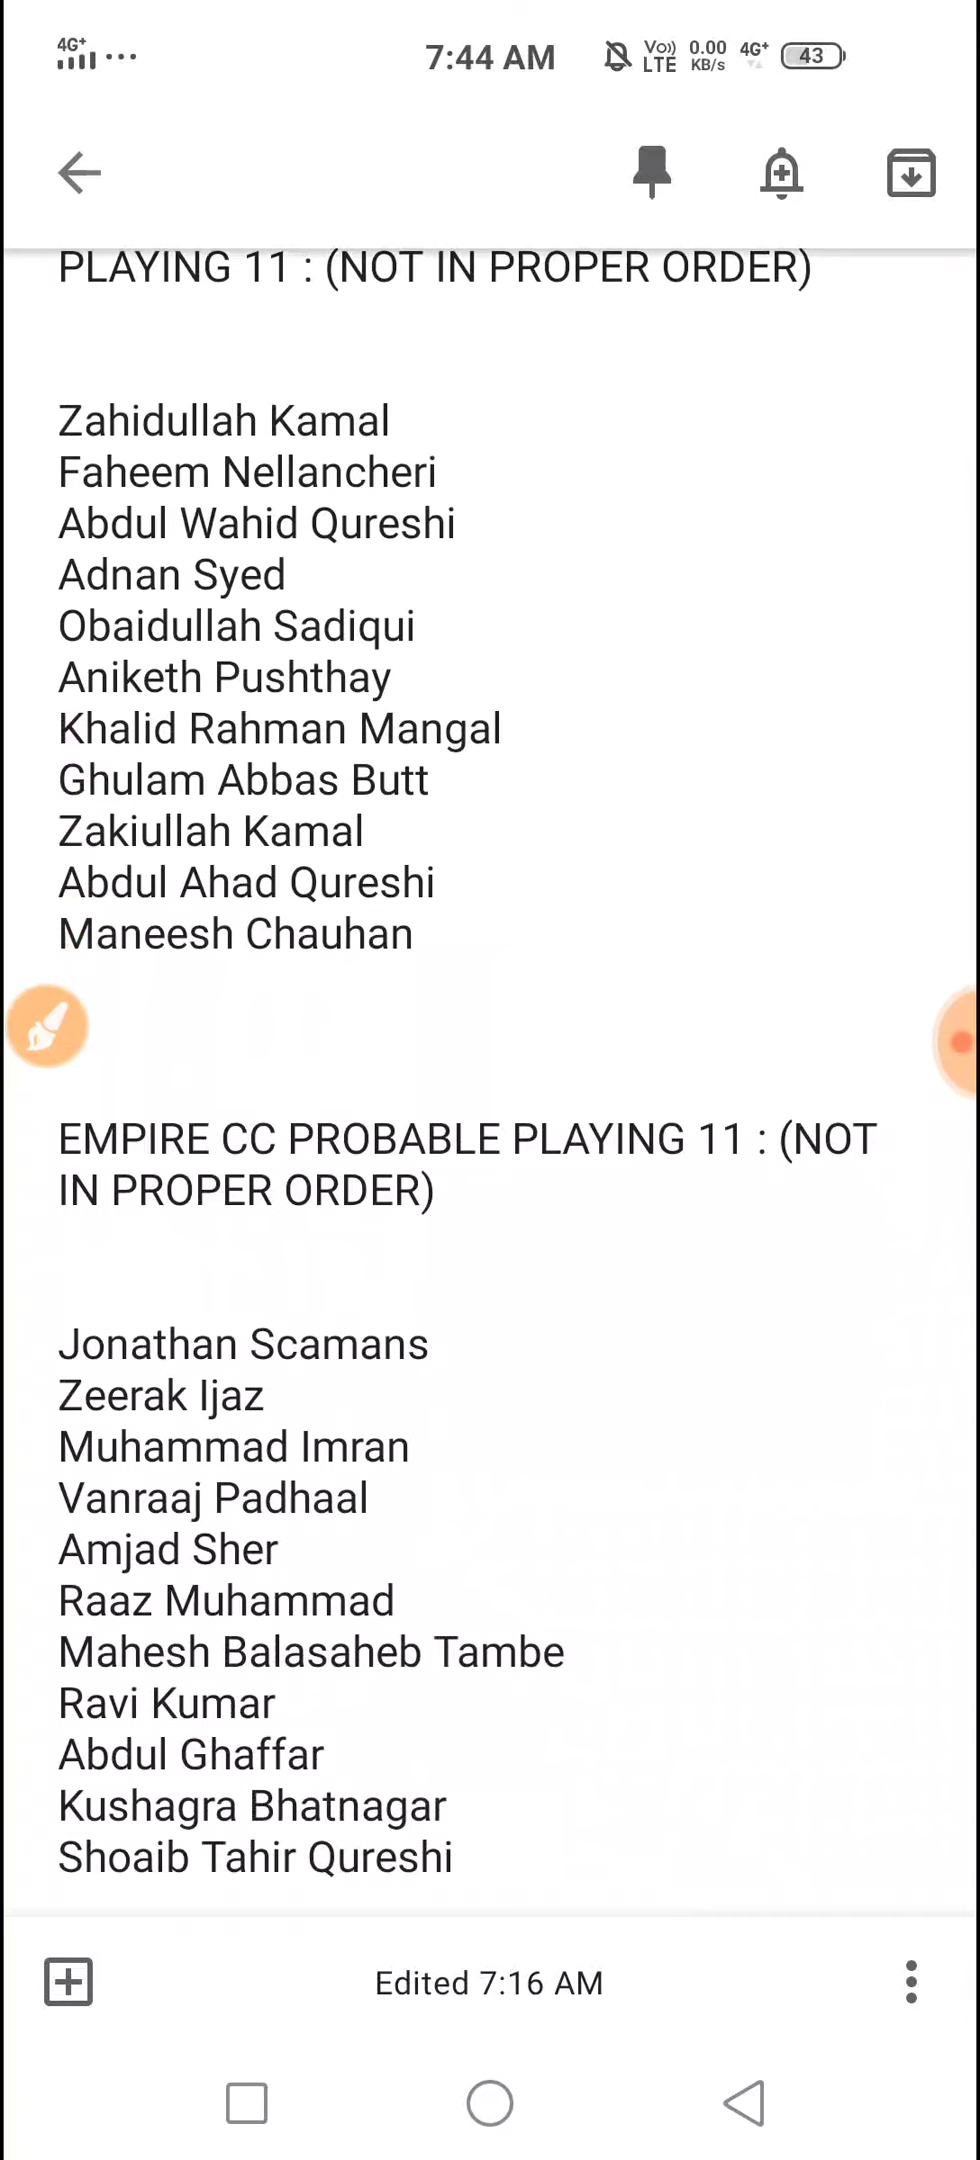 4G+
7:44 AM
Vo)) LTE
0.00 KB/s
4G+
43
PLAYING 11 : (NOT IN PROPER ORDER)
Zahidullah Kamal
Faheem Nellancheri
Abdul Wahid Qureshi
Adnan Syed
Obaidullah Sadiqui
Aniketh Pushthay
Khalid Rahman Mangal
Ghulam Abbas Butt
Zakiullah Kamal
Abdul Ahad Qureshi
Maneesh Chauhan
EMPIRE CC PROBABLE PLAYING 11 : (NOT
IN PROPER ORDER)
Jonathan Scamans
Zeerak Ijaz
Muhammad Imran
Vanraaj Padhaal
Amjad Sher
Raaz Muhammad
Mahesh Balasaheb Tambe
Ravi Kumar
Abdul Ghaffar
Kushagra Bhatnagar
Shoaib Tahir Qureshi
Edited 7:16 AM